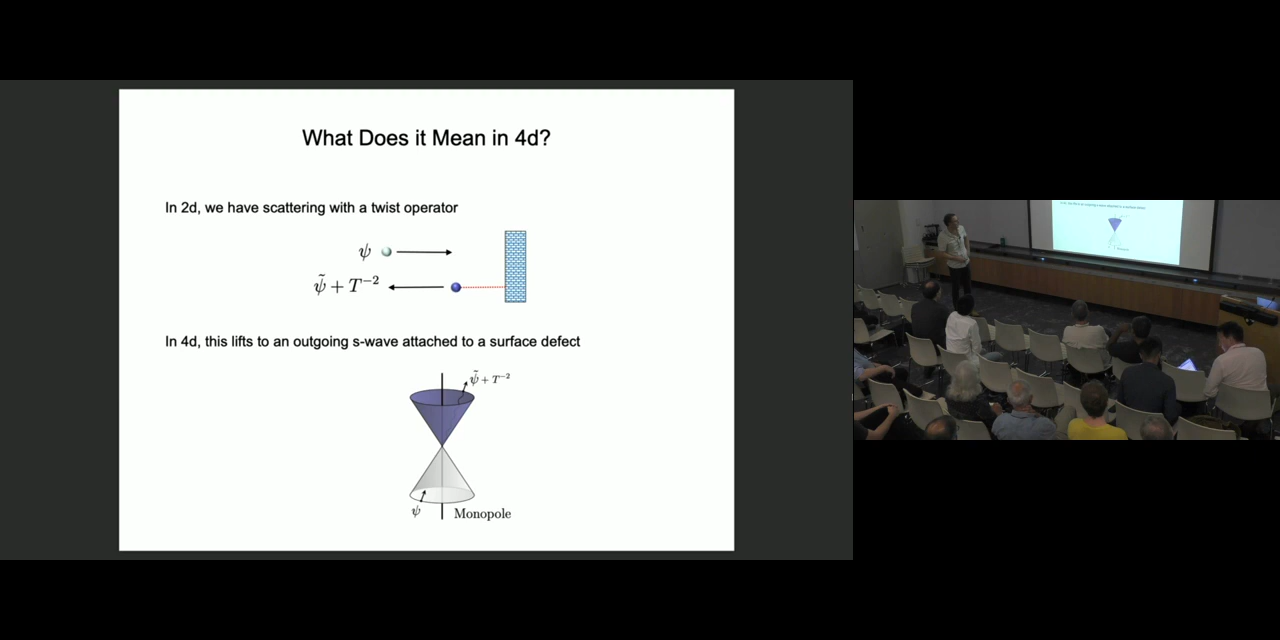 What Does it Mean in 4d?
In 2d, we have scattering with a twist operator
ψ
ψ̃ + T⁻²
In 4d, this lifts to an outgoing s-wave attached to a surface defect
ψ̃ + T⁻²
ψ
Monopole